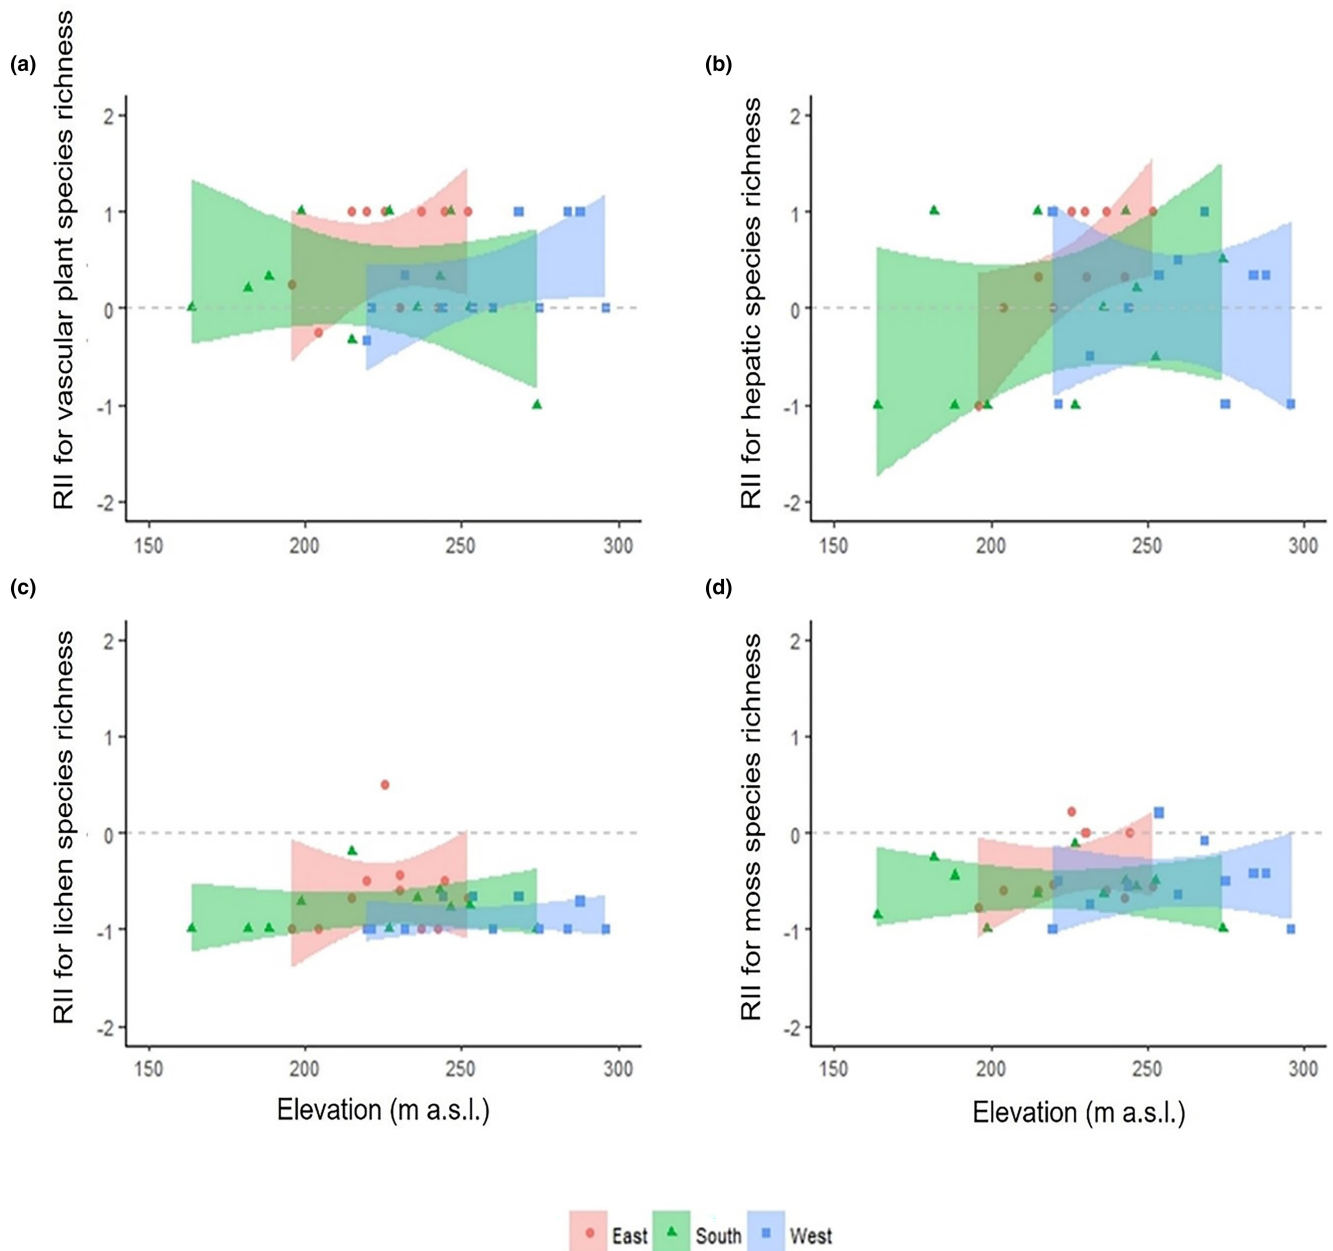 (a)
RII for vascular plant species richness
2
1
0
-1
-2
150 200 250 300
(b)
RII for hepatic species richness
2
1
0
-1
-2
150 200 250 300
(c)
RII for lichen species richness
2
1
0
-1
-2
150 200 250 300
Elevation (m a.s.l.)
(d)
RII for moss species richness
2
1
0
-1
-2
150 200 250 300
Elevation (m a.s.l.)
East South West